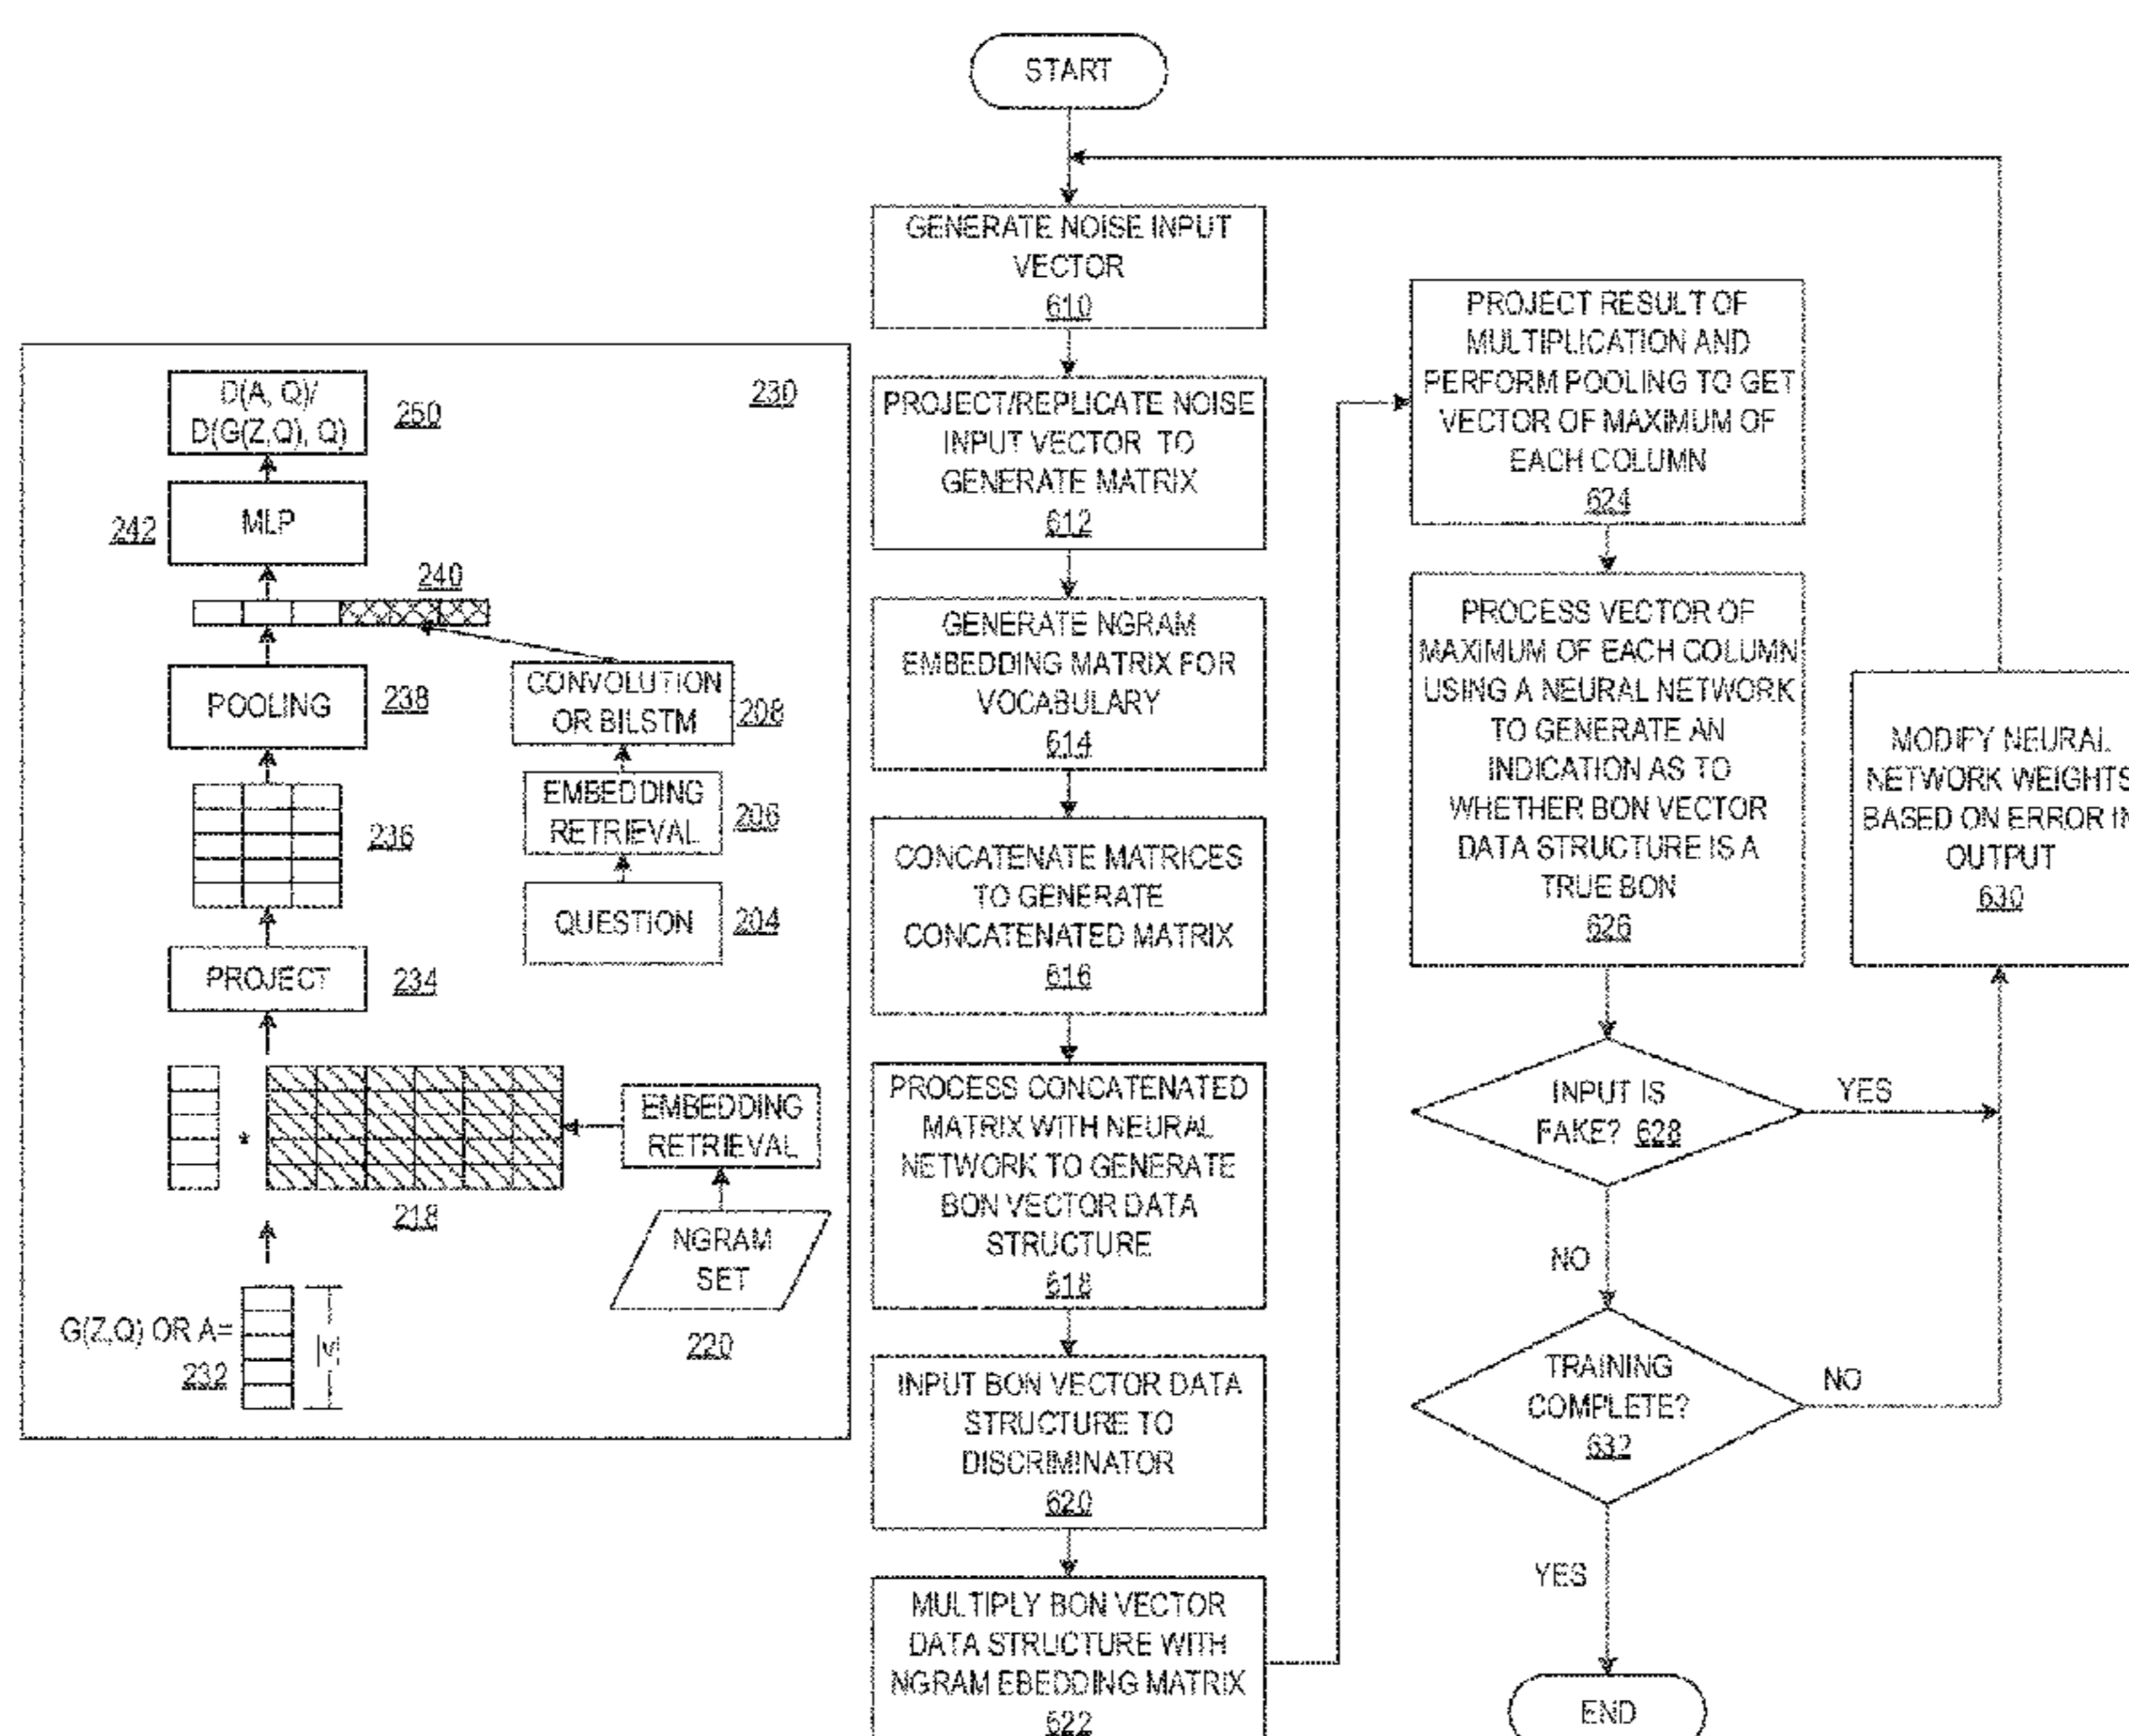 START
GENERATE NOISE INPUT
VECTOR
610
PROJECT/REPLICATE NOISE
INPUT VECTOR TO
GENERATE MATRIX
612
GENERATE NGRAM
EMBEDDING MATRIX FOR
VOCABULARY
614
CONCATENATE MATRICES
TO GENERATE
CONCATENATED MATRIX
616
PROCESS CONCATENATED
MATRIX WITH NEURAL
NETWORK TO GENERATE
BON VECTOR DATA
STRUCTURE
618
INPUT BON VECTOR DATA
STRUCTURE TO
DISCRIMINATOR
620
MULTIPLY BON VECTOR
DATA STRUCTURE WITH
NGRAM EBEDDING MATRIX
622
PROJECT RESULT OF
MULTIPLICATION AND
PERFORM POOLING TO GET
VECTOR OF MAXIMUM OF
EACH COLUMN
624
PROCESS VECTOR OF
MAXIMUM OF EACH COLUMN
USING A NEURAL NETWORK
TO GENERATE AN
INDICATION AS TO
WHETHER BON VECTOR
DATA STRUCTURE IS A
TRUE BON
626
INPUT IS
FAKE? 628
YES
NO
TRAINING
COMPLETE?
632
NO
YES
END
MODIFY NEURAL
NETWORK WEIGHTS
BASED ON ERROR IN
OUTPUT
630
230
D(A, Q)/
D(G(Z,Q), Q)
250
MLP
242
240
POOLING
238
CONVOLUTION
OR BILSTM
208
236
EMBEDDING
RETRIEVAL
206
QUESTION
204
PROJECT
234
*
218
EMBEDDING
RETRIEVAL
NGRAM
SET
220
G(Z,Q) OR A=
232
|V|